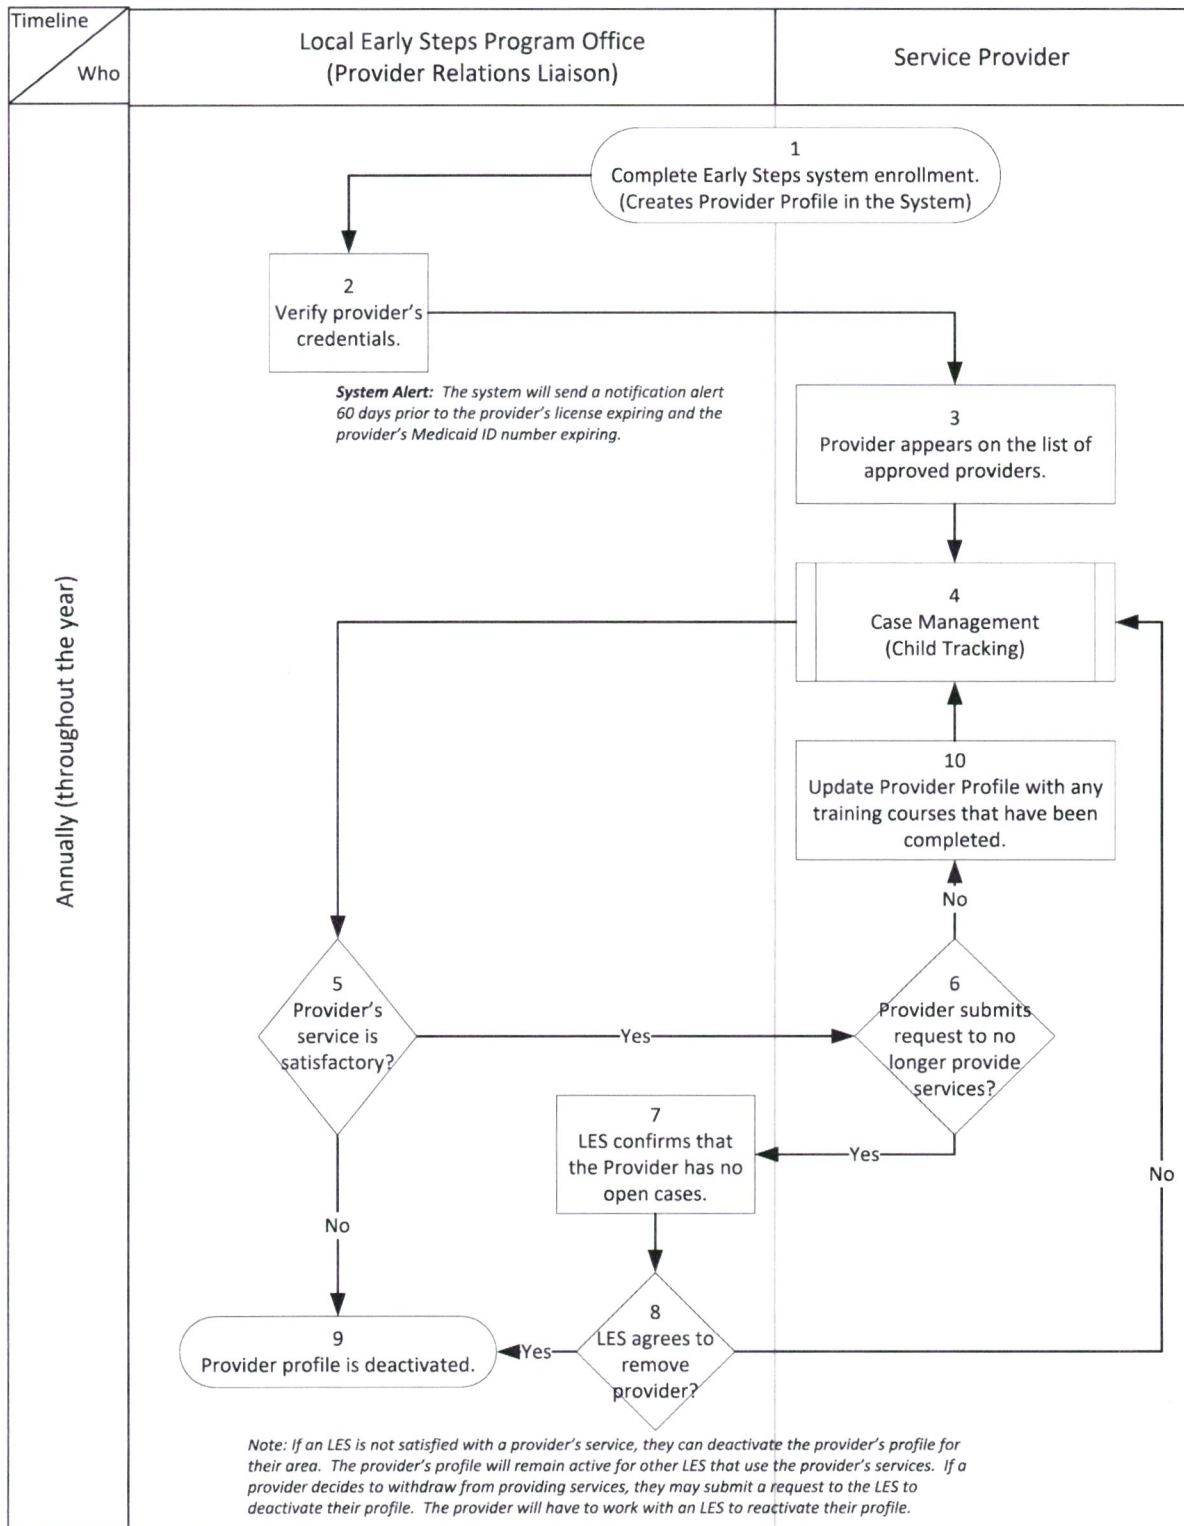 Timeline
Who
Local Early Steps Program Office
(Provider Relations Liaison)
Service Provider
Annually (throughout the year)
1
Complete Early Steps system enrollment.
(Creates Provider Profile in the System)
2
Verify provider's
credentials.
System Alert: The system will send a notification alert
60 days prior to the provider's license expiring and the
provider's Medicaid ID number expiring.
3
Provider appears on the list of
approved providers.
4
Case Management
(Child Tracking)
10
Update Provider Profile with any
training courses that have been
completed.
No
5
Provider's
service is
satisfactory?
Yes
6
Provider submits
request to no
longer provide
services?
7
LES confirms that
the Provider has no
open cases.
Yes
No
No
8
LES agrees to
remove
provider?
Yes
9
Provider profile is deactivated.
Note: If an LES is not satisfied with a provider's service, they can deactivate the provider's profile for
their area. The provider's profile will remain active for other LES that use the provider's services. If a
provider decides to withdraw from providing services, they may submit a request to the LES to
deactivate their profile. The provider will have to work with an LES to reactivate their profile.